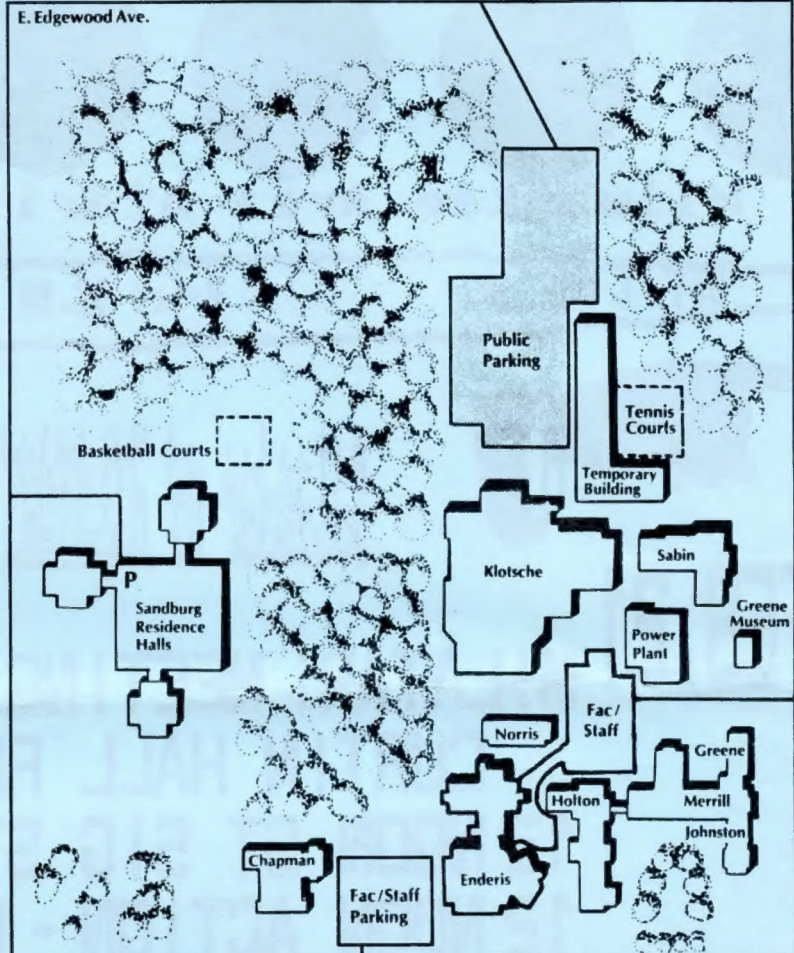 E. Edgewood Ave.
Public
Parking
Tennis
Courts
Basketball Courts
Temporary
Building
P
Sandburg
Residence
Halls
Klotsche
Sabin
Greene
Museum
Power
Plant
Fac/
Staff
Norris
Greene
Holton
Merrill
Johnston
Chapman
Enderis
Fac/Staff
Parking